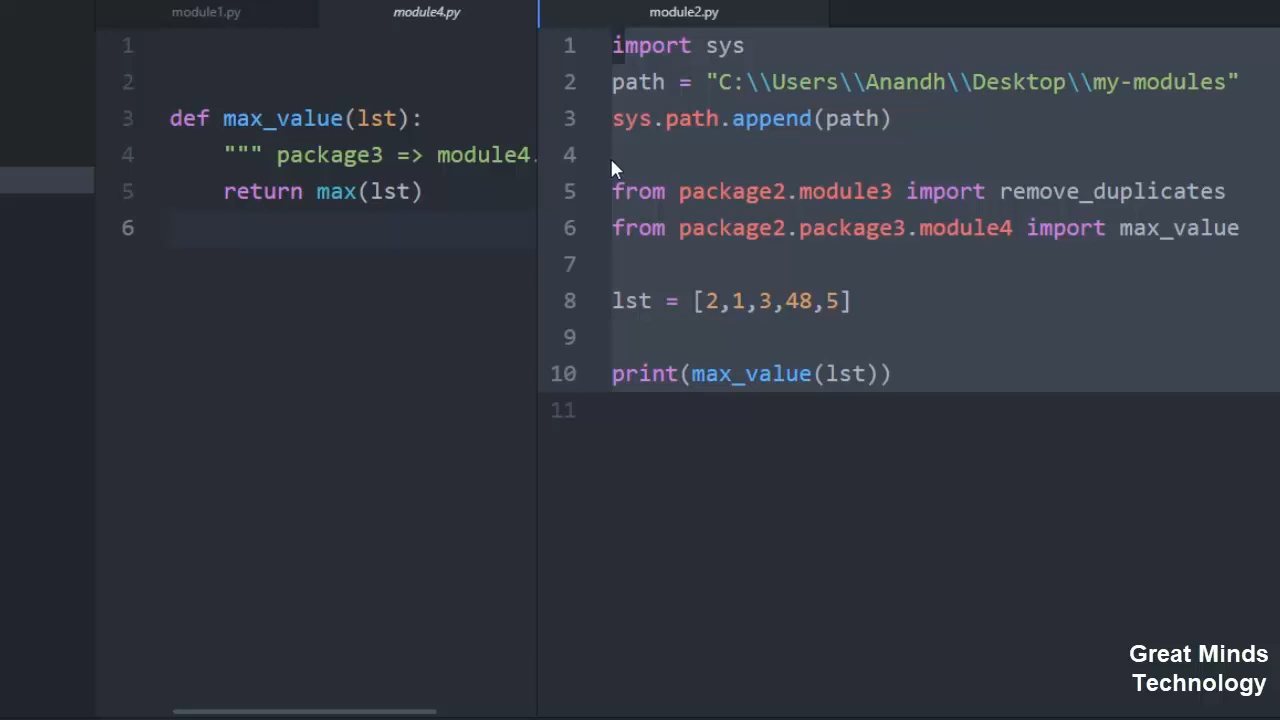 module1.py
module4.py
module2.py
1
2
3 def max_value(lst):
4 """ package3 => module4.
5 return max(lst)
6
1 import sys
2 path = "C:\\Users\\Anandh\\Desktop\\my-modules"
3 sys.path.append(path)
4
5 from package2.module3 import remove_duplicates
6 from package2.package3.module4 import max_value
7
8 lst = [2,1,3,48,5]
9
10 print(max_value(lst))
11
Great Minds
Technology